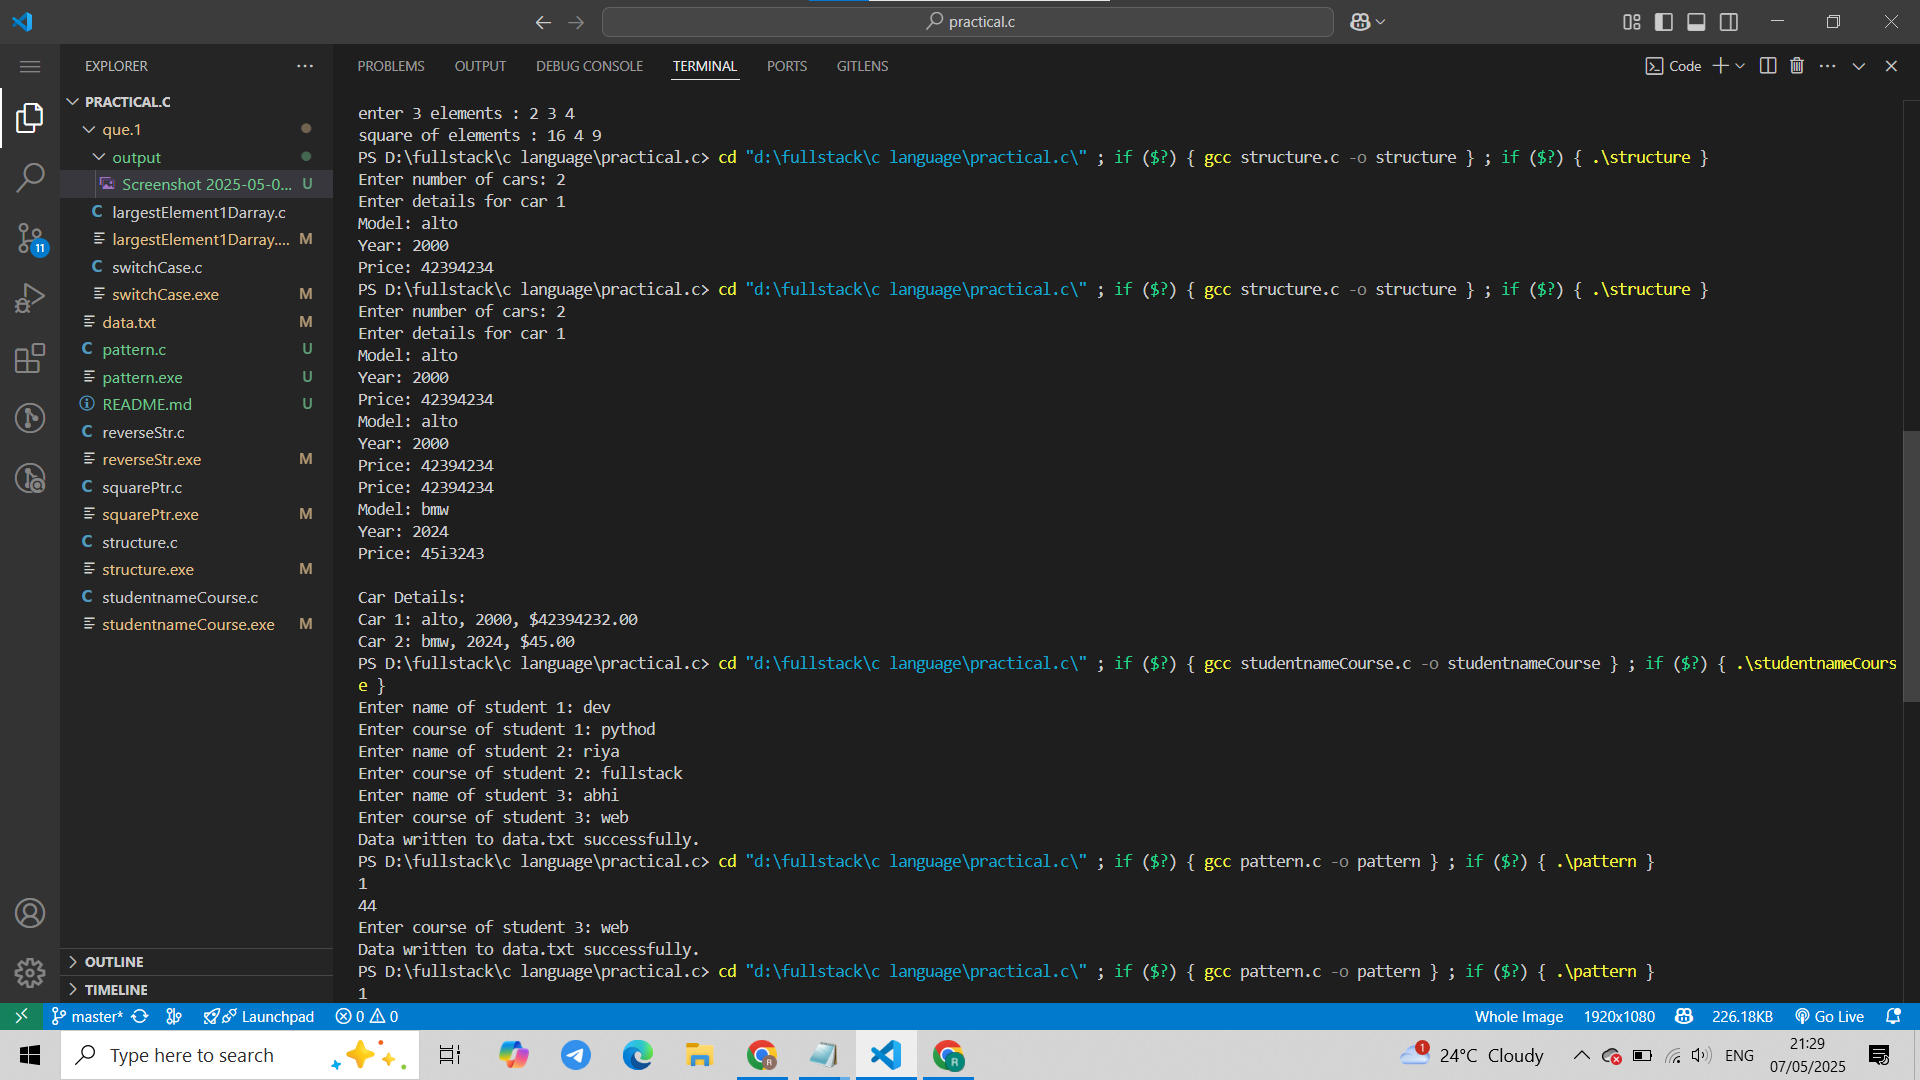 practical.c
EXPLORER
PRACTICAL.C
que.1
output
Screenshot 2025-05-0... U
largestElement1Darray.c
largestElement1Darray.... M
switchCase.c
switchCase.exe M
data.txt M
pattern.c U
pattern.exe U
README.md U
reverseStr.c
reverseStr.exe M
squarePtr.c
squarePtr.exe M
structure.c
structure.exe M
studentnameCourse.c
studentnameCourse.exe M
OUTLINE
TIMELINE
11
PROBLEMS OUTPUT DEBUG CONSOLE TERMINAL PORTS GITLENS
Code
enter 3 elements : 2 3 4
square of elements : 16 4 9
PS D:\fullstack\c language\practical.c> cd "d:\fullstack\c language\practical.c\" ; if ($?) { gcc structure.c -o structure } ; if ($?) { .\structure }
Enter number of cars: 2
Enter details for car 1
Model: alto
Year: 2000
Price: 42394234
PS D:\fullstack\c language\practical.c> cd "d:\fullstack\c language\practical.c\" ; if ($?) { gcc structure.c -o structure } ; if ($?) { .\structure }
Enter number of cars: 2
Enter details for car 1
Model: alto
Year: 2000
Price: 42394234
Model: alto
Year: 2000
Price: 42394234
Price: 42394234
Model: bmw
Year: 2024
Price: 45i3243
Car Details:
Car 1: alto, 2000, $42394232.00
Car 2: bmw, 2024, $45.00
PS D:\fullstack\c language\practical.c> cd "d:\fullstack\c language\practical.c\" ; if ($?) { gcc studentnameCourse.c -o studentnameCourse } ; if ($?) { .\studentnameCours
e }
Enter name of student 1: dev
Enter course of student 1: pythod
Enter name of student 2: riya
Enter course of student 2: fullstack
Enter name of student 3: abhi
Enter course of student 3: web
Data written to data.txt successfully.
PS D:\fullstack\c language\practical.c> cd "d:\fullstack\c language\practical.c\" ; if ($?) { gcc pattern.c -o pattern } ; if ($?) { .\pattern }
1
44
Enter course of student 3: web
Data written to data.txt successfully.
PS D:\fullstack\c language\practical.c> cd "d:\fullstack\c language\practical.c\" ; if ($?) { gcc pattern.c -o pattern } ; if ($?) { .\pattern }
1
master* Launchpad 0 0 Whole Image 1920x1080 226.18KB Go Live
Type here to search
1 24°C Cloudy ENG
21:29
07/05/2025